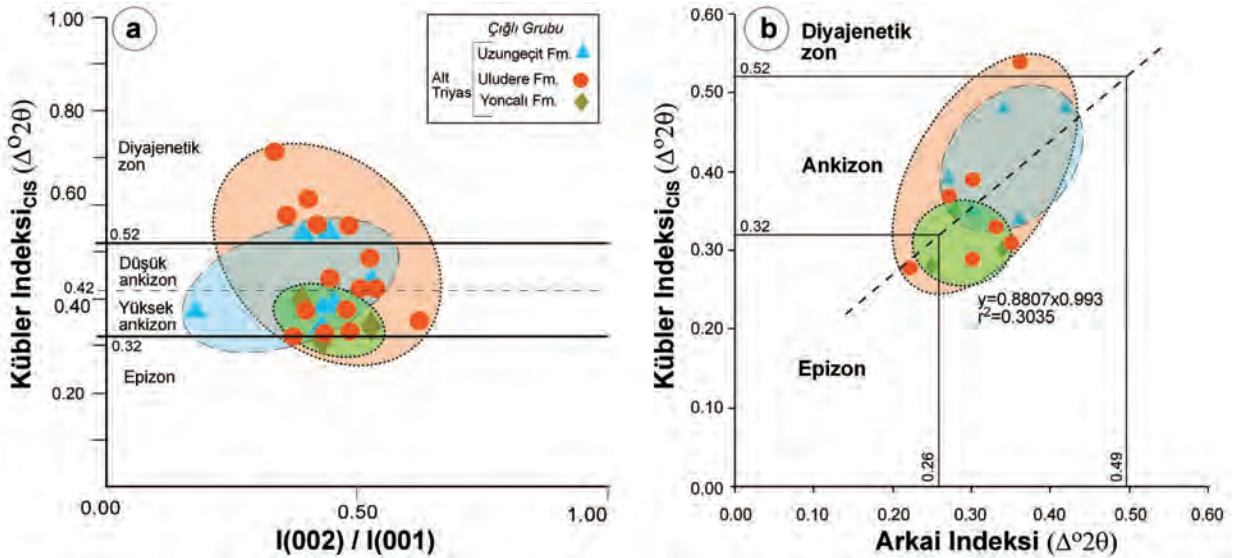 a
1.00
0.80
0.60
0.40
0.20
Kübler Indeksi CIS (Δ°2θ)
Çığlı Grubu
Alt Triyas
Uzungeçit Fm.
Uludere Fm.
Yoncalı Fm.
Diyajenetik
zon
0.52
Düşük
ankizon
0.42
Yüksek
ankizon
0.32
Epizon
0.00
0.50
1.00
I(002) / I(001)
b
0.60
0.50
0.40
0.30
0.20
0.10
0.00
Kübler Indeksi CIS (Δ°2θ)
Diyajenetik
zon
0.52
Ankizon
0.32
y=0.8807x0.993
r²=0.3035
Epizon
0.26
0.49
0.00
0.10
0.20
0.30
0.40
0.50
0.60
Arkai Indeksi (Δ°2θ)